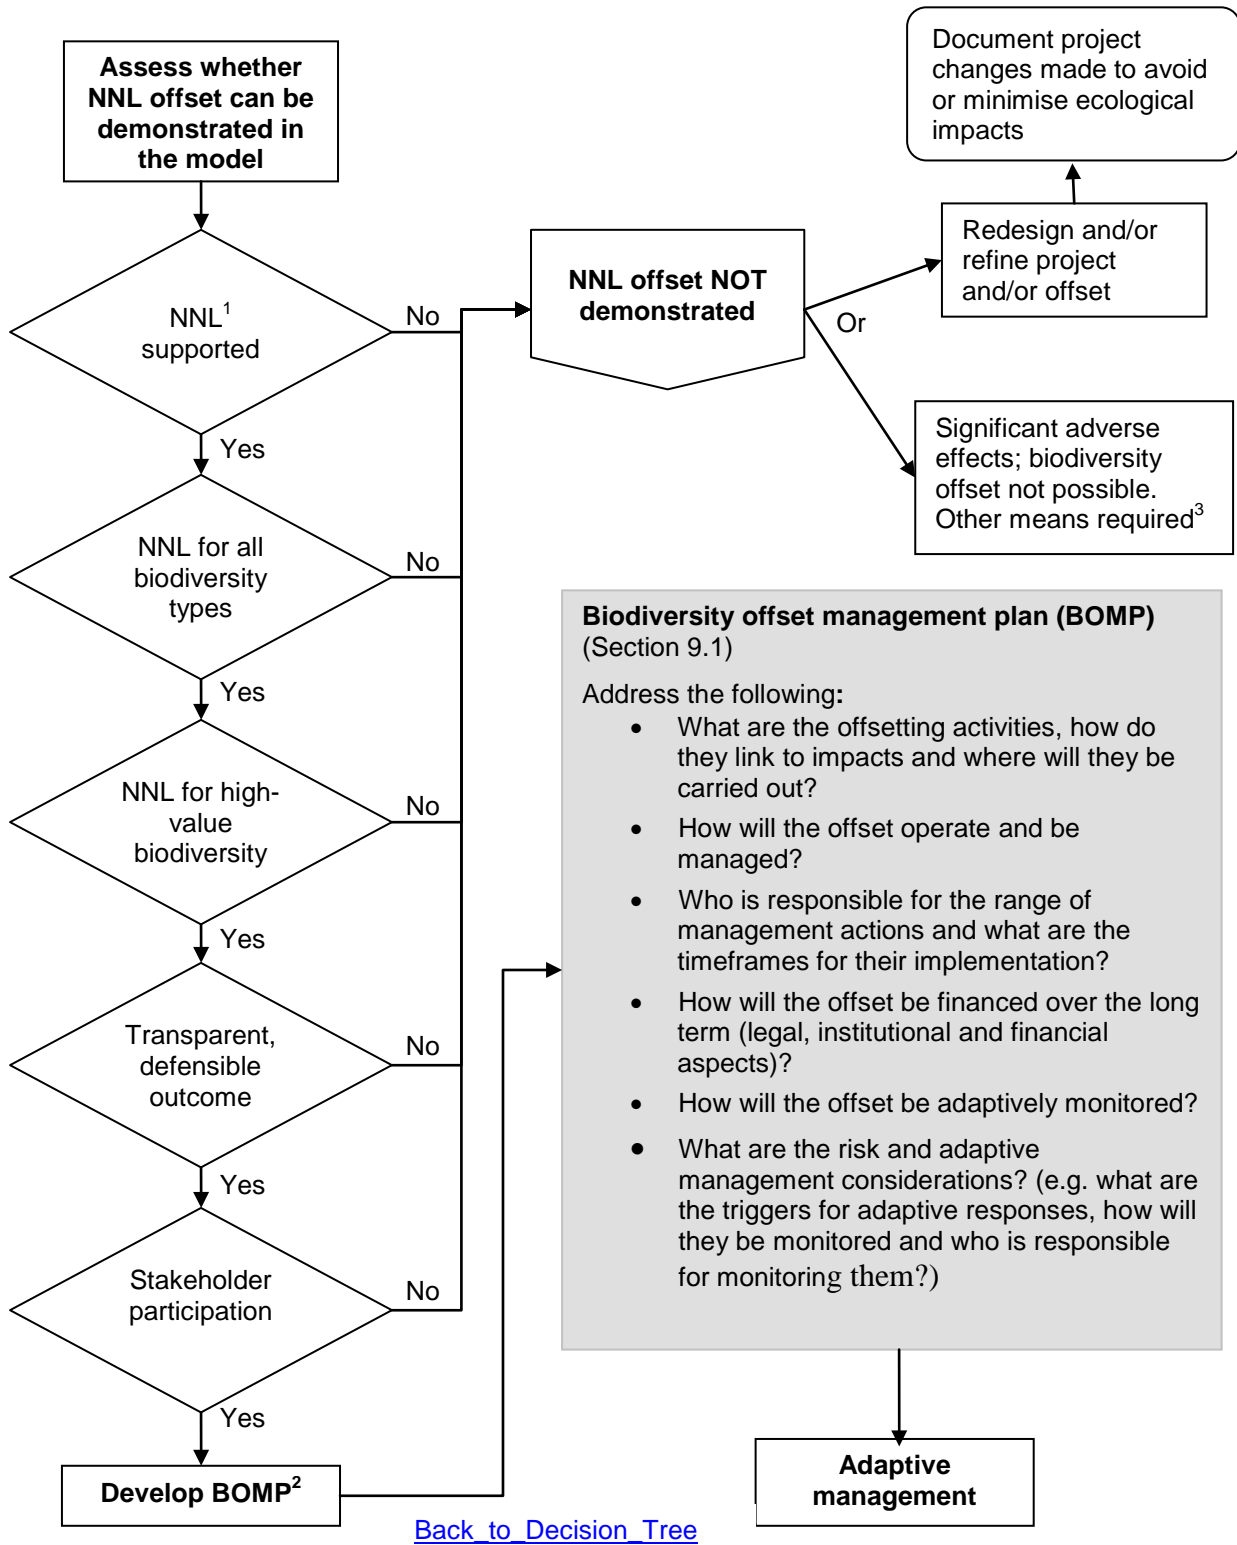 Assess whether
NNL offset can be
demonstrated in
the model
NNL¹
supported
No
Yes
NNL for all
biodiversity
types
No
Yes
NNL for high-
value
biodiversity
No
Yes
Transparent,
defensible
outcome
No
Yes
Stakeholder
participation
No
Yes
Develop BOMP²
NNL offset NOT
demonstrated
Or
Document project
changes made to avoid
or minimise ecological
impacts
Redesign and/or
refine project
and/or offset
Significant adverse
effects; biodiversity
offset not possible.
Other means required³
Biodiversity offset management plan (BOMP)
(Section 9.1)
Address the following:
• What are the offsetting activities, how do
they link to impacts and where will they be
carried out?
• How will the offset operate and be
managed?
• Who is responsible for the range of
management actions and what are the
timeframes for their implementation?
• How will the offset be financed over the long
term (legal, institutional and financial
aspects)?
• How will the offset be adaptively monitored?
• What are the risk and adaptive
management considerations? (e.g. what are
the triggers for adaptive responses, how will
they be monitored and who is responsible
for monitoring them?)
Adaptive
management
Back_to_Decision_Tree